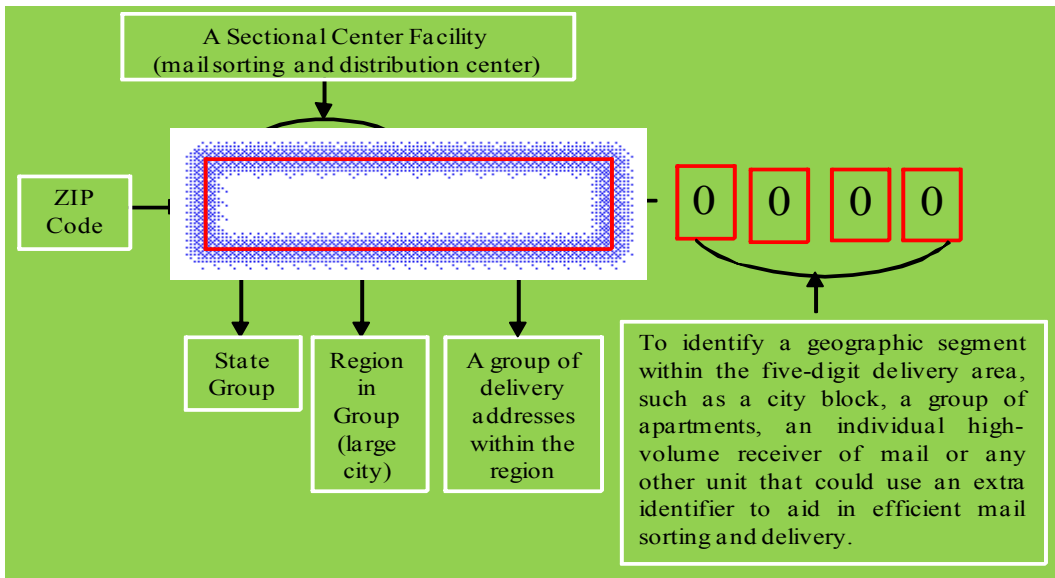 A Sectional Center Facility
(mail sorting and distribution center)
ZIP
Code
0 0 0 0
State
Group
Region
in
Group
(large
city)
A group of
delivery
addresses
within the
region
To identify a geographic segment
within the five-digit delivery area,
such as a city block, a group of
apartments, an individual high-
volume receiver of mail or any
other unit that could use an extra
identifier to aid in efficient mail
sorting and delivery.